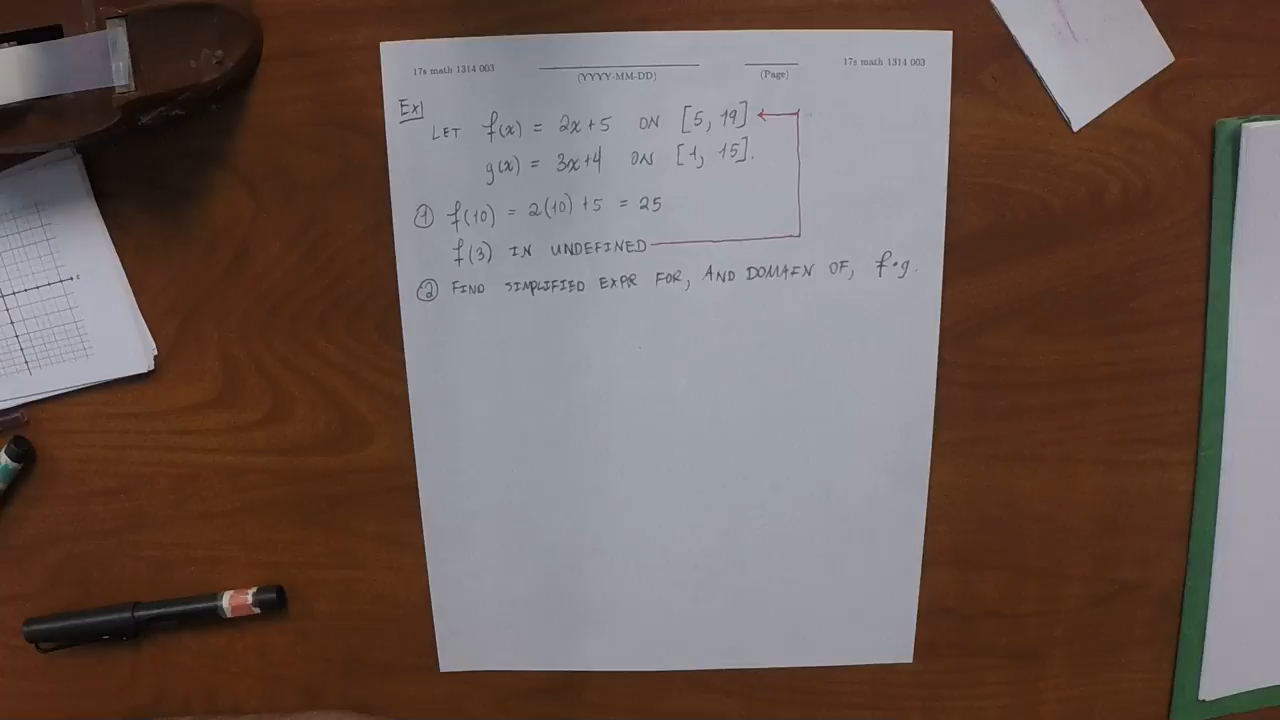 17s math 1314 003 (YYYY-MM-DD) (Page) 17s math 1314 003
Ex1
LET f(x) = 2x+5 ON [5, 19]
g(x) = 3x+4 ON [1, 15].
① f(10) = 2(10) +5 = 25
f(3) IN UNDEFINED
② FIND SIMPLIFIED EXPR FOR, AND DOMAIN OF, f·g.